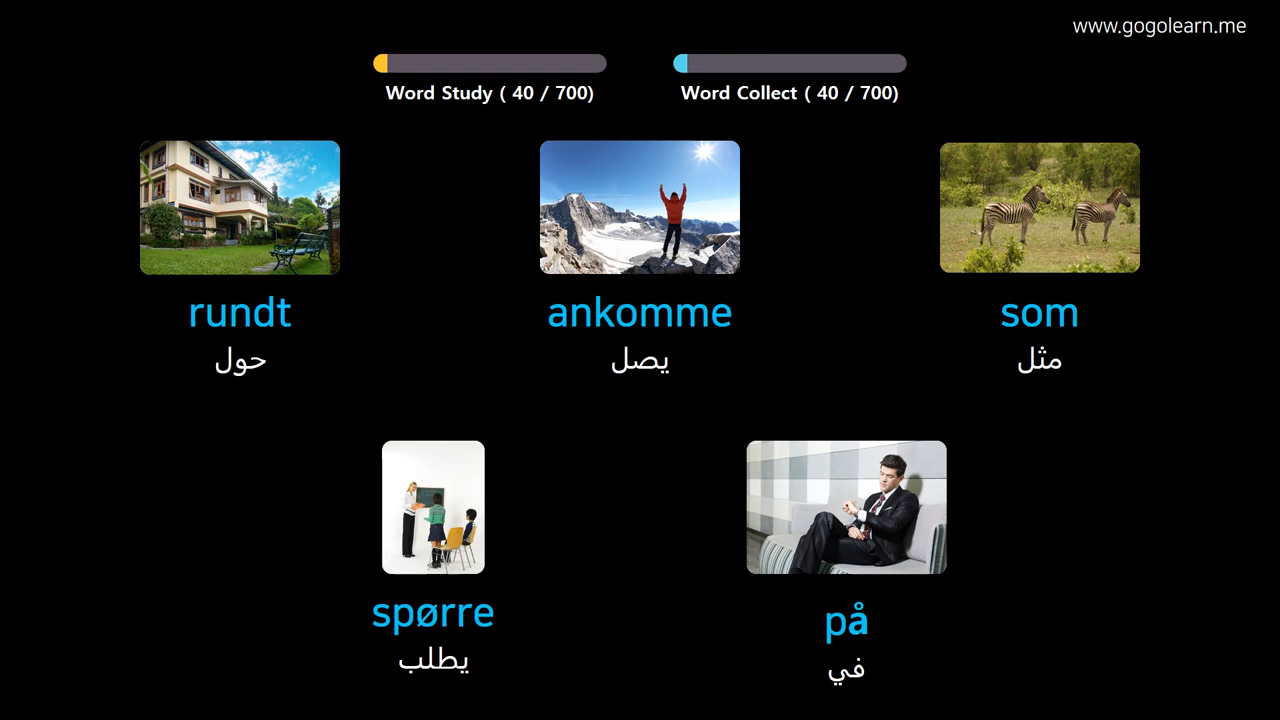 www.gogolearn.me
Word Study ( 40 / 700)
Word Collect ( 40 / 700)
rundt
حول
ankomme
يصل
som
مثل
spørre
يطلب
på
في